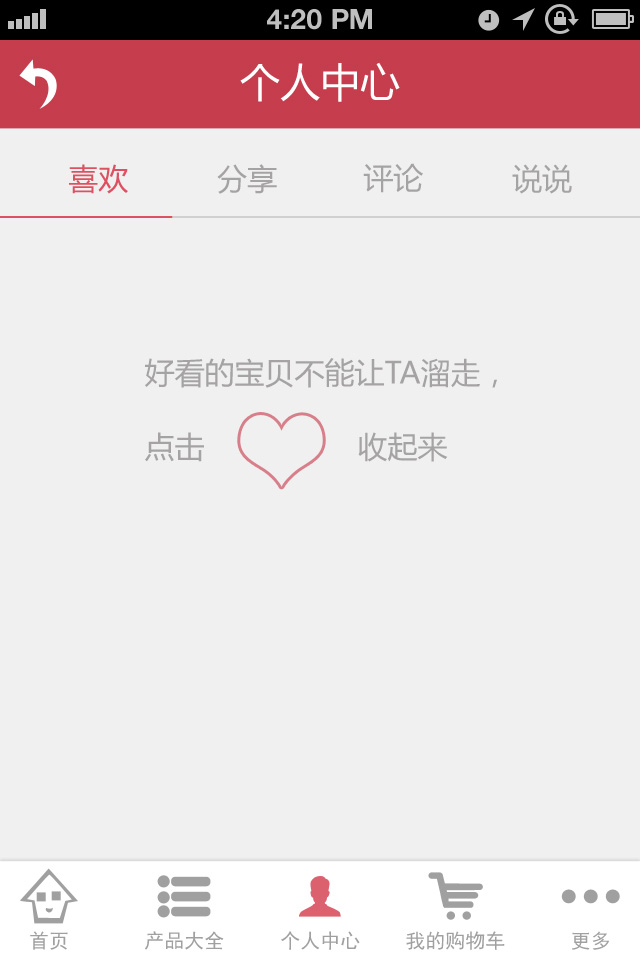 4:20 PM
个人中心
喜欢 分享 评论 说说
好看的宝贝不能让TA溜走，
点击 收起来
首页 产品大全 个人中心 我的购物车 更多